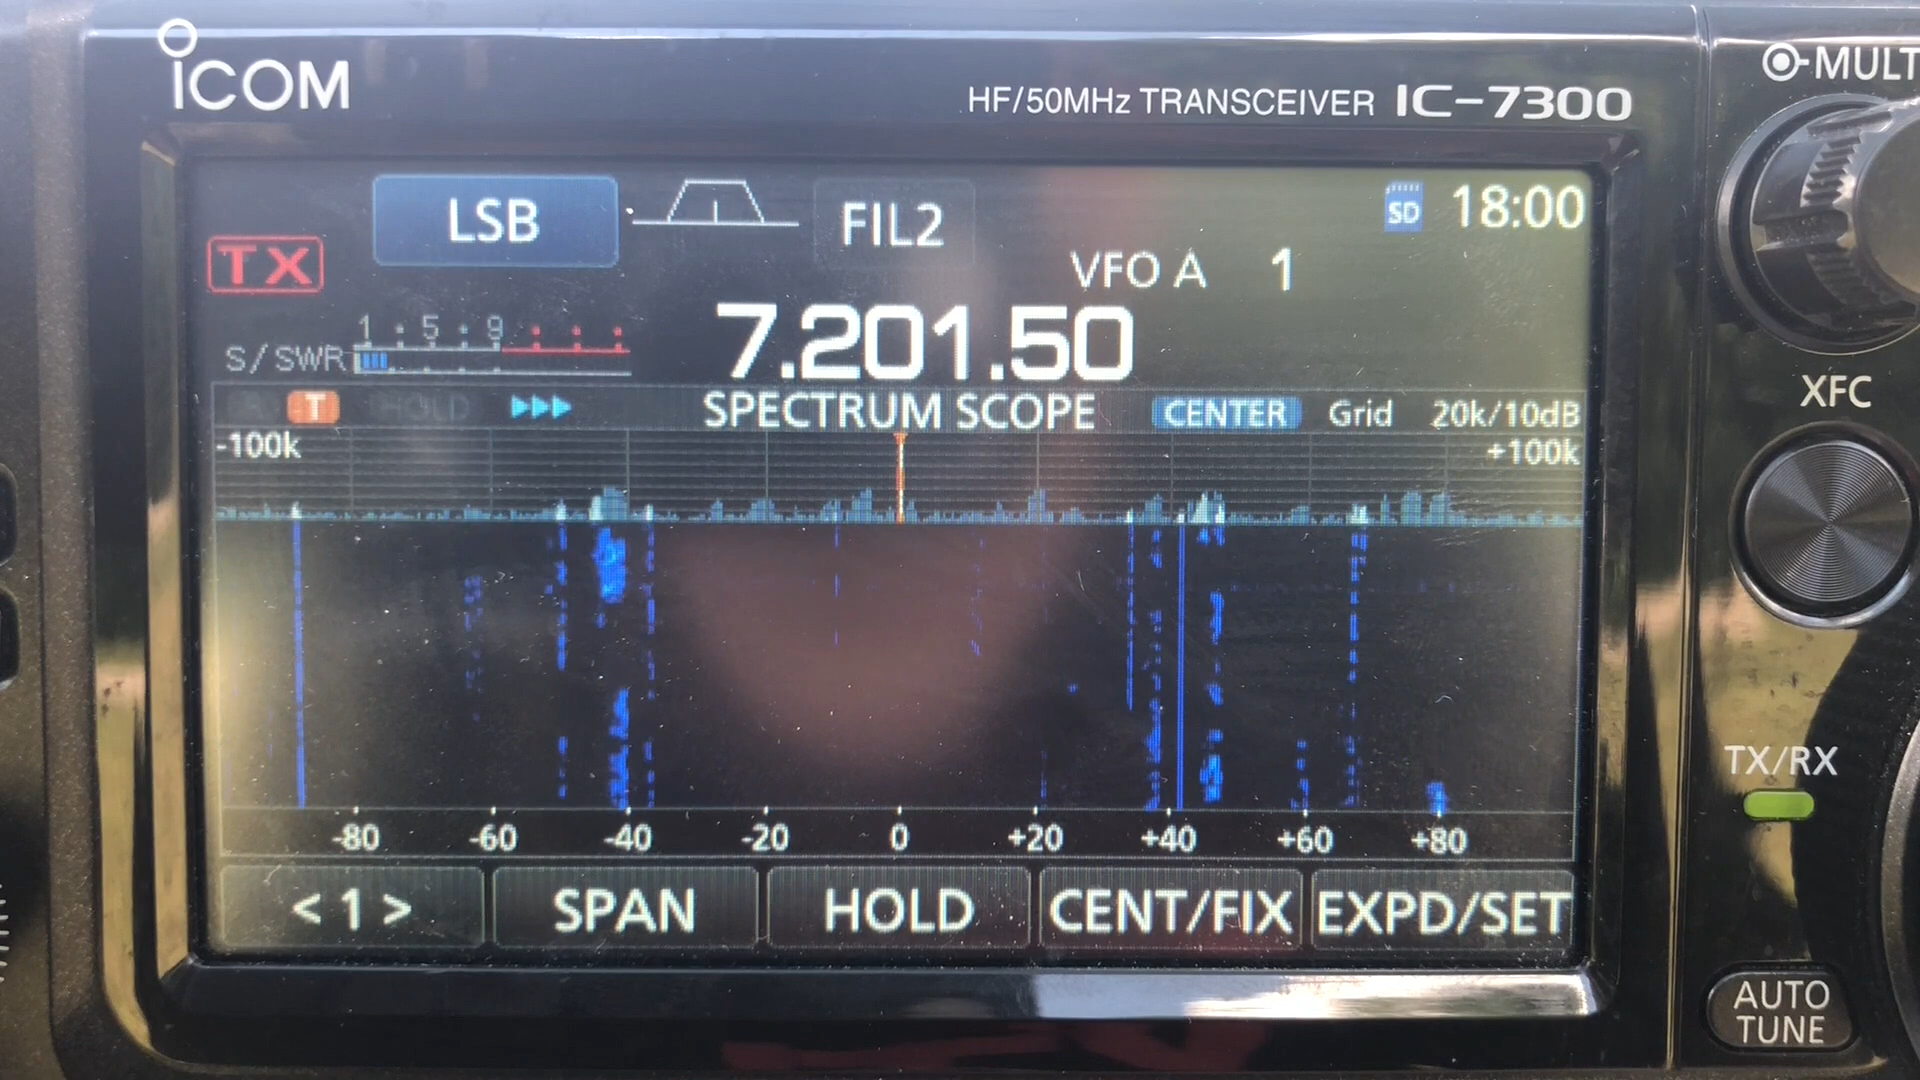 ICOM
HF/50MHz TRANSCEIVER IC-7300
MULT
LSB
FIL2
SD 18:00
TX
VFO A 1
1 5 9
7.201.50
S/SWR
T HOLD SPECTRUM SCOPE CENTER Grid 20k/10dB
-100k +100k
XFC
TX/RX
-80 -60 -40 -20 0 +20 +40 +60 +80
<1> SPAN HOLD CENT/FIX EXPD/SET
AUTO
TUNE